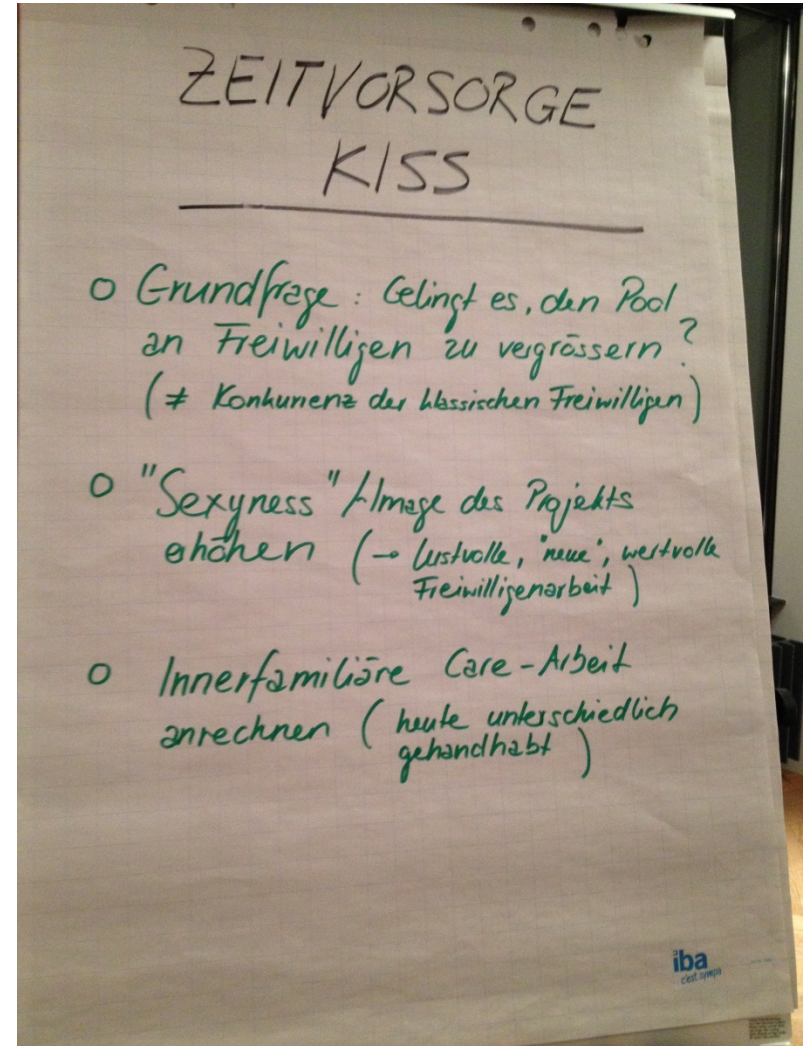 ZEITVORSORGE
KISS
o Grundfrage: Gelingt es, den Pool
an Freiwilligen zu vergrössern?
(≠ Konkurrenz der klassischen Freiwilligen)
o "Sexyness"/-Image des Projekts
erhöhen (→ lustvolle, "neue", wertvolle
Freiwilligenarbeit)
o Innerfamiliäre Care-Arbeit
anrechnen (heute unterschiedlich
gehandhabt)
iba
c'est sympa